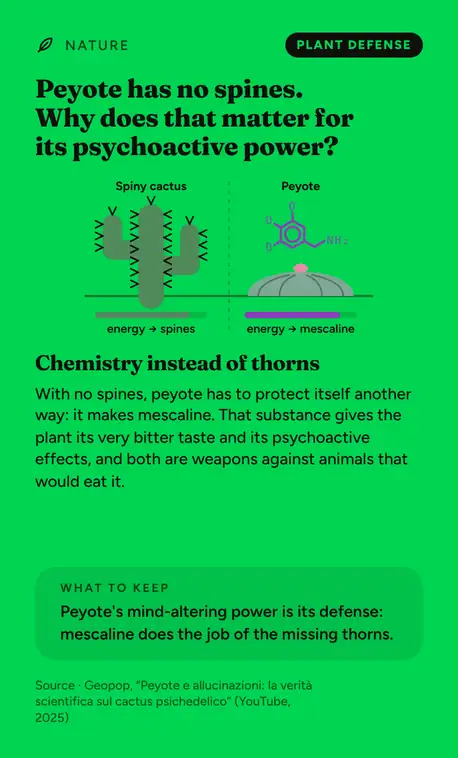 NATURE
PLANT DEFENSE
Peyote has no spines.
Why does that matter for
its psychoactive power?
Spiny cactus
Peyote
O
O
O
NH₂
energy → spines
energy → mescaline
Chemistry instead of thorns
With no spines, peyote has to protect itself another
way: it makes mescaline. That substance gives the
plant its very bitter taste and its psychoactive
effects, and both are weapons against animals that
would eat it.
WHAT TO KEEP
Peyote's mind-altering power is its defense:
mescaline does the job of the missing thorns.
Source · Geopop, "Peyote e allucinazioni: la verità
scientifica sul cactus psichedelico" (YouTube,
2025)